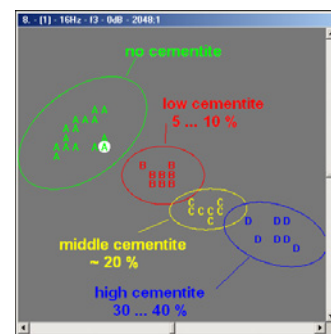 8. - [1] - 16Hz - f3 - 0dB - 2048:1
no cementite
A A
A A A A
A A
A A A A
A
A
low cementite
5 ... 10 %
B B
B B B
B B B
C
C C C C
C
D D D
D D D
D
middle cementite
~ 20 %
high cementite
30 ... 40 %